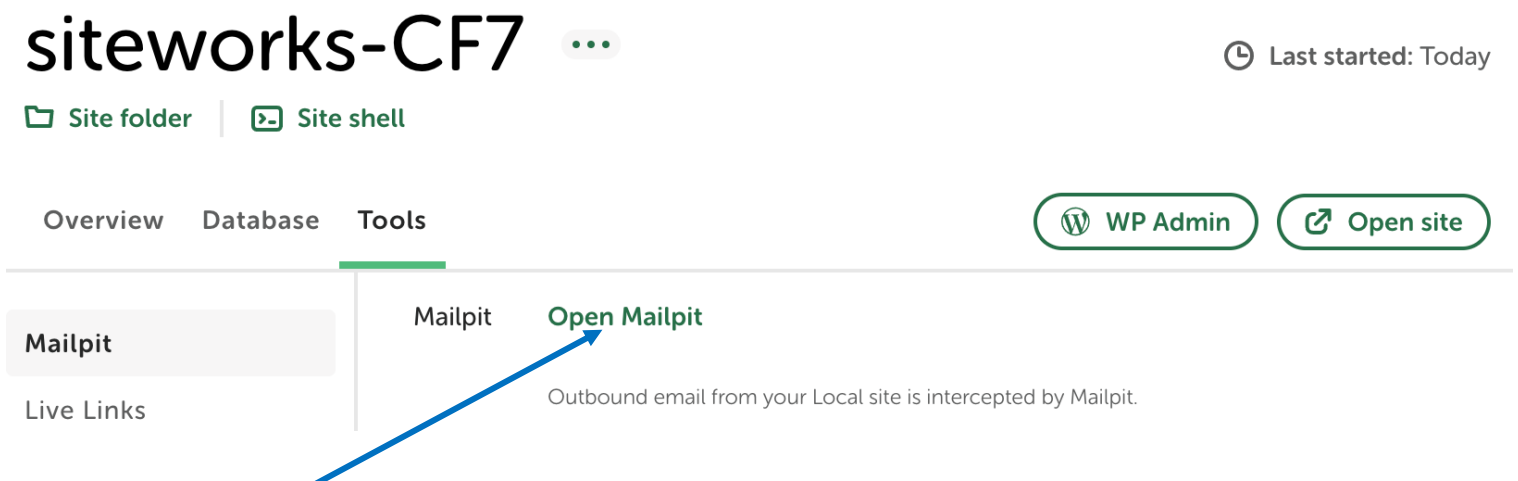 siteworks-CF7
Last started: Today
Site folder
Site shell
Overview
Database
Tools
WP Admin
Open site
Mailpit
Live Links
Mailpit
Open Mailpit
Outbound email from your Local site is intercepted by Mailpit.